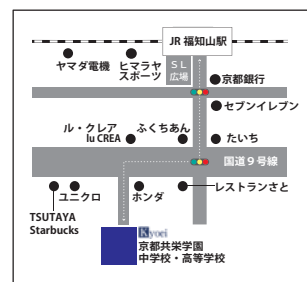 JR 福知山駅
ヤマダ電機
ヒマラヤ
スポーツ
SL
広場
京都銀行
セブンイレブン
ル・クレア
lu CREA
ふくちあん
たいち
国道９号線
TSUTAYA
Starbucks
ユニクロ
ホンダ
レストランさと
Kyoei
京都共栄学園
中学校・高等学校